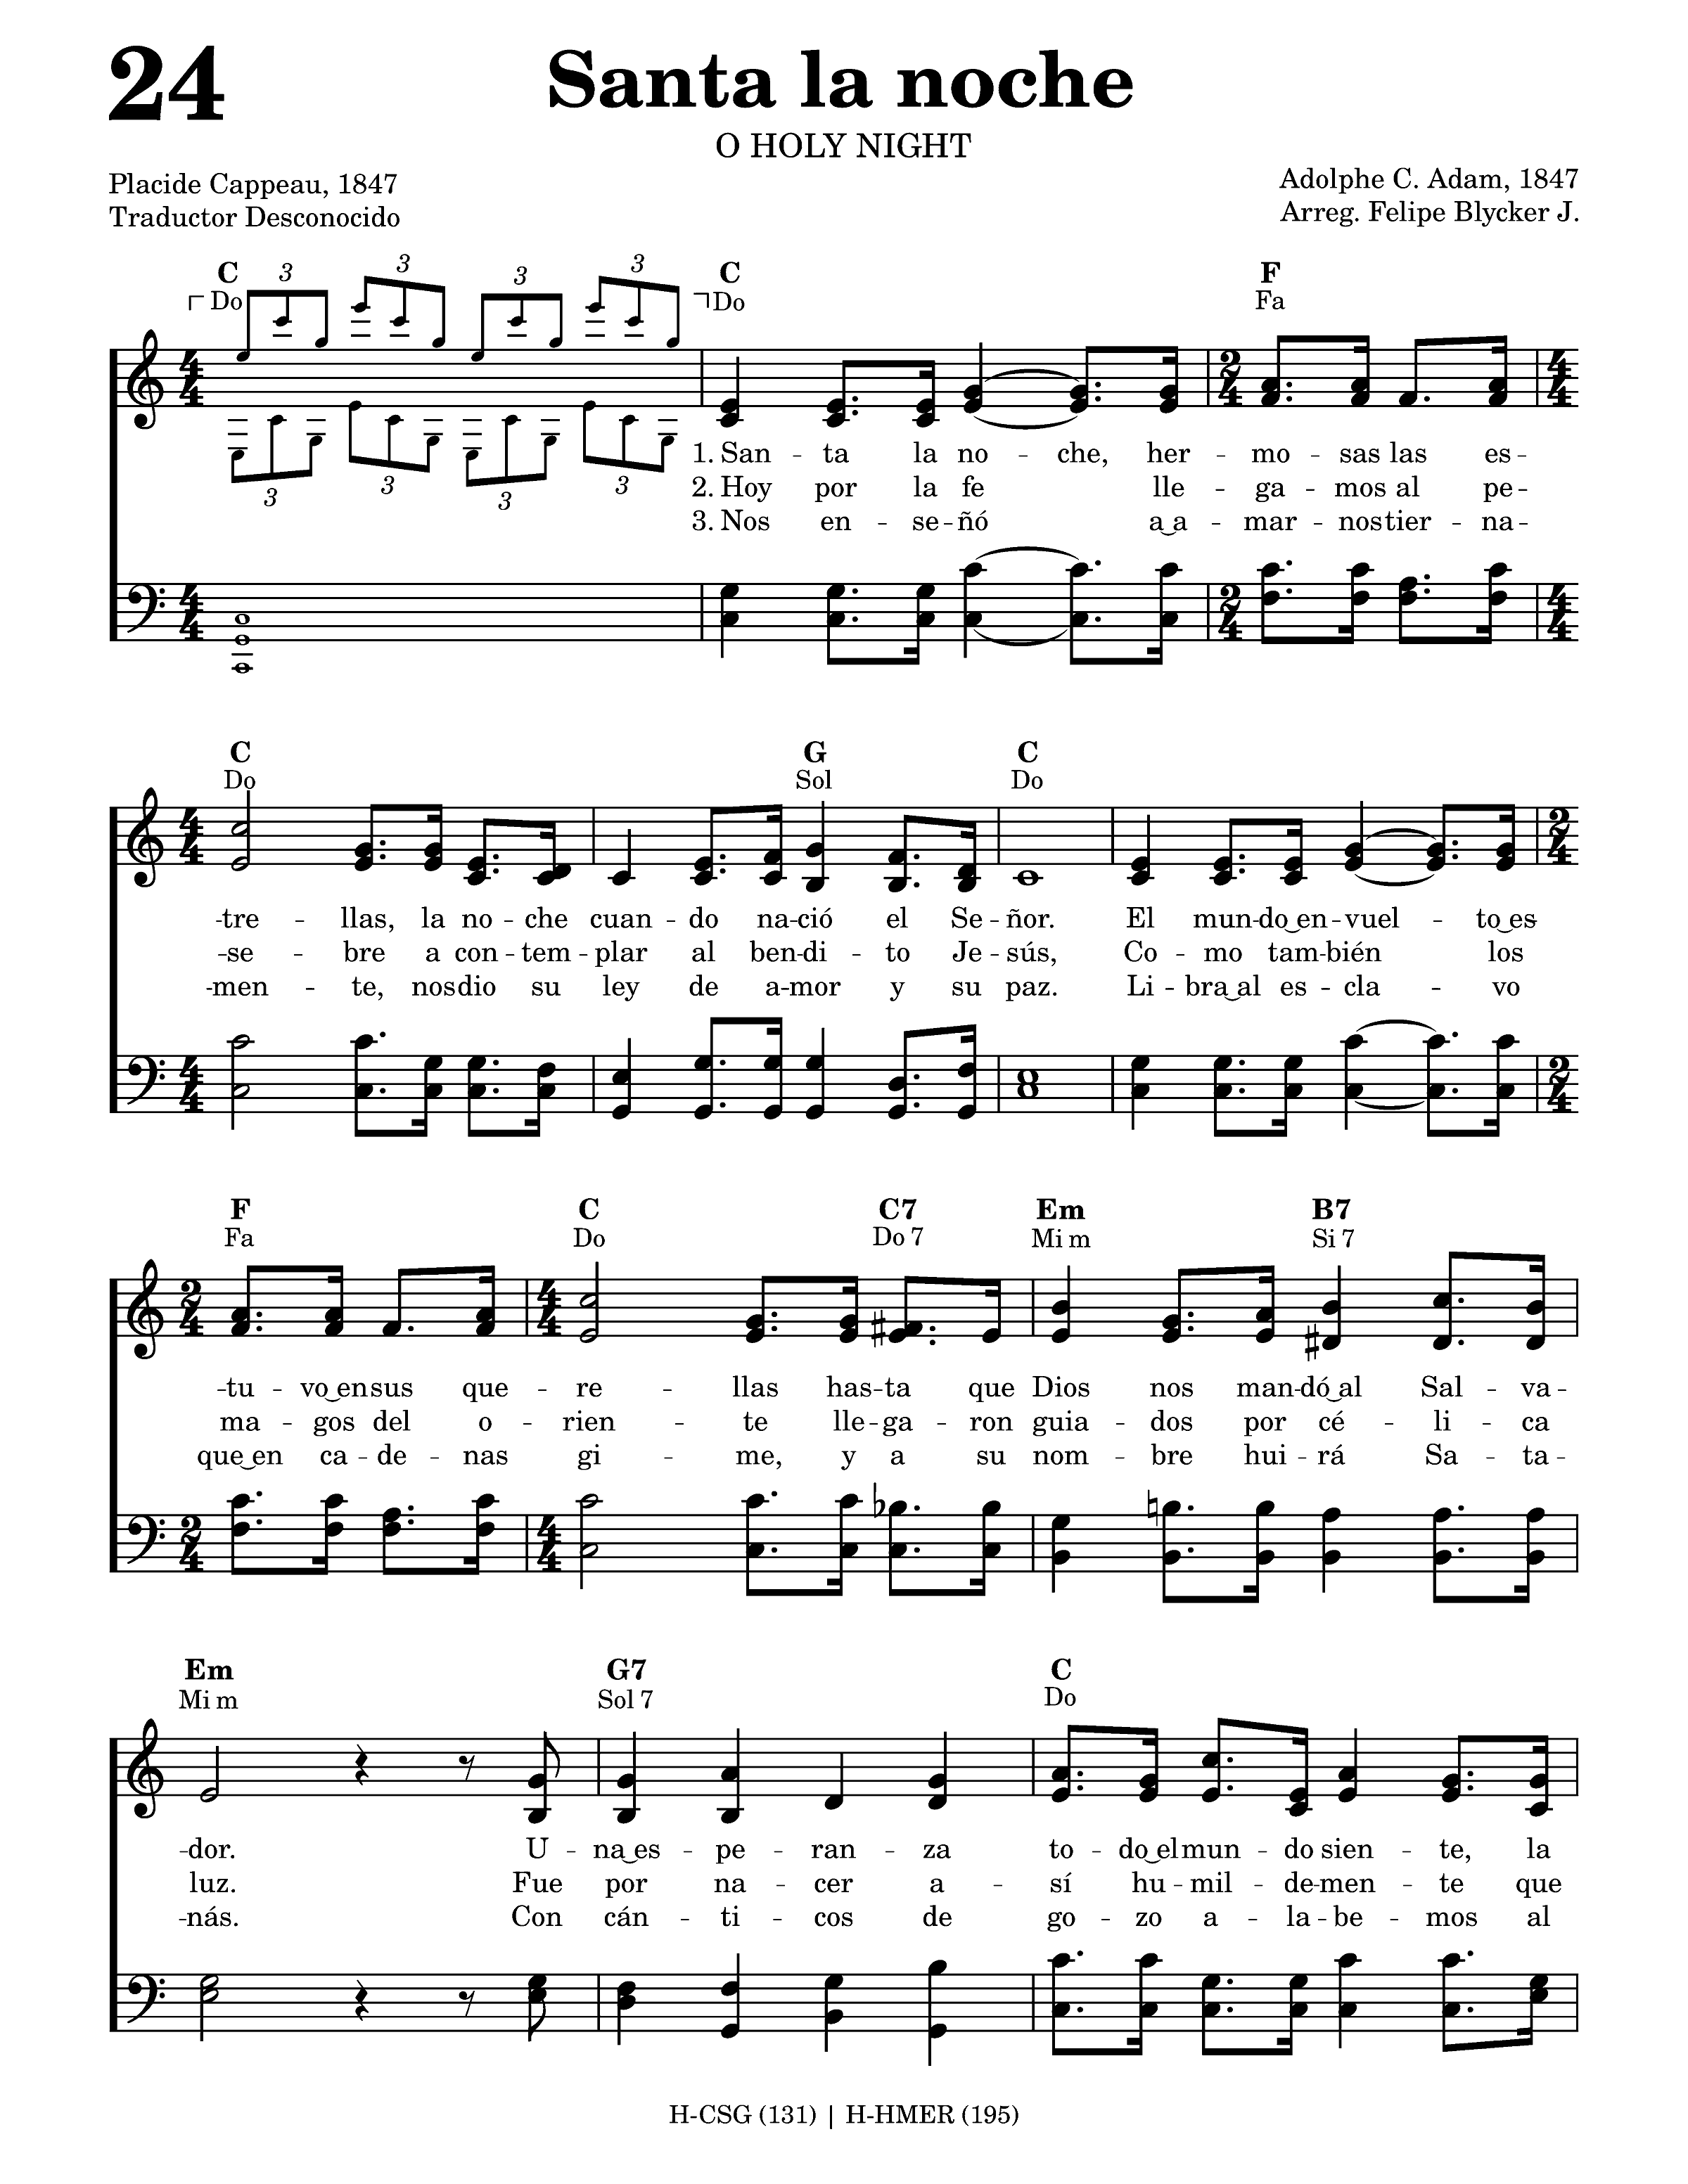 24
Santa la noche
O HOLY NIGHT
Placide Cappeau, 1847
Traductor Desconocido
Adolphe C. Adam, 1847
Arreg. Felipe Blycker J.
C C F
Do Do Fa
3 3 3 3
3 3 3 3
1. San -- ta la no -- che, her -- mo -- sas las es --
2. Hoy por la fe lle -- ga -- mos al pe --
3. Nos en -- se -- ñó a‿a -- mar -- nos tier -- na --
C G C
Do Sol Do
-- tre -- llas, la no -- che cuan -- do na -- ció el Se -- ñor. El mun -- do‿en -- vuel -- to‿es --
-- se -- bre a con -- tem -- plar al ben -- di -- to Je -- sús, Co -- mo tam -- bién los
-- men -- te, nos dio su ley de a -- mor y su paz. Li -- bra‿al es -- cla -- vo
F C C7 Em B7
Fa Do Do 7 Mi m Si 7
-- tu -- vo‿en sus que -- re -- llas has -- ta que Dios nos man -- dó‿al Sal -- va --
ma -- gos del o -- rien -- te lle -- ga -- ron guia -- dos por cé -- li -- ca
que‿en ca -- de -- nas gi -- me, y a su nom -- bre hui -- rá Sa -- ta --
Em G7 C
Mi m Sol 7 Do
-- dor. U -- na‿es -- pe -- ran -- za to -- do‿el mun -- do sien -- te, la
luz. Fue por na -- cer a -- sí hu -- mil -- de -- men -- te que
-- nás. Con cán -- ti -- cos de go -- zo a -- la -- be -- mos al
H-CSG (131) | H-HMER (195)